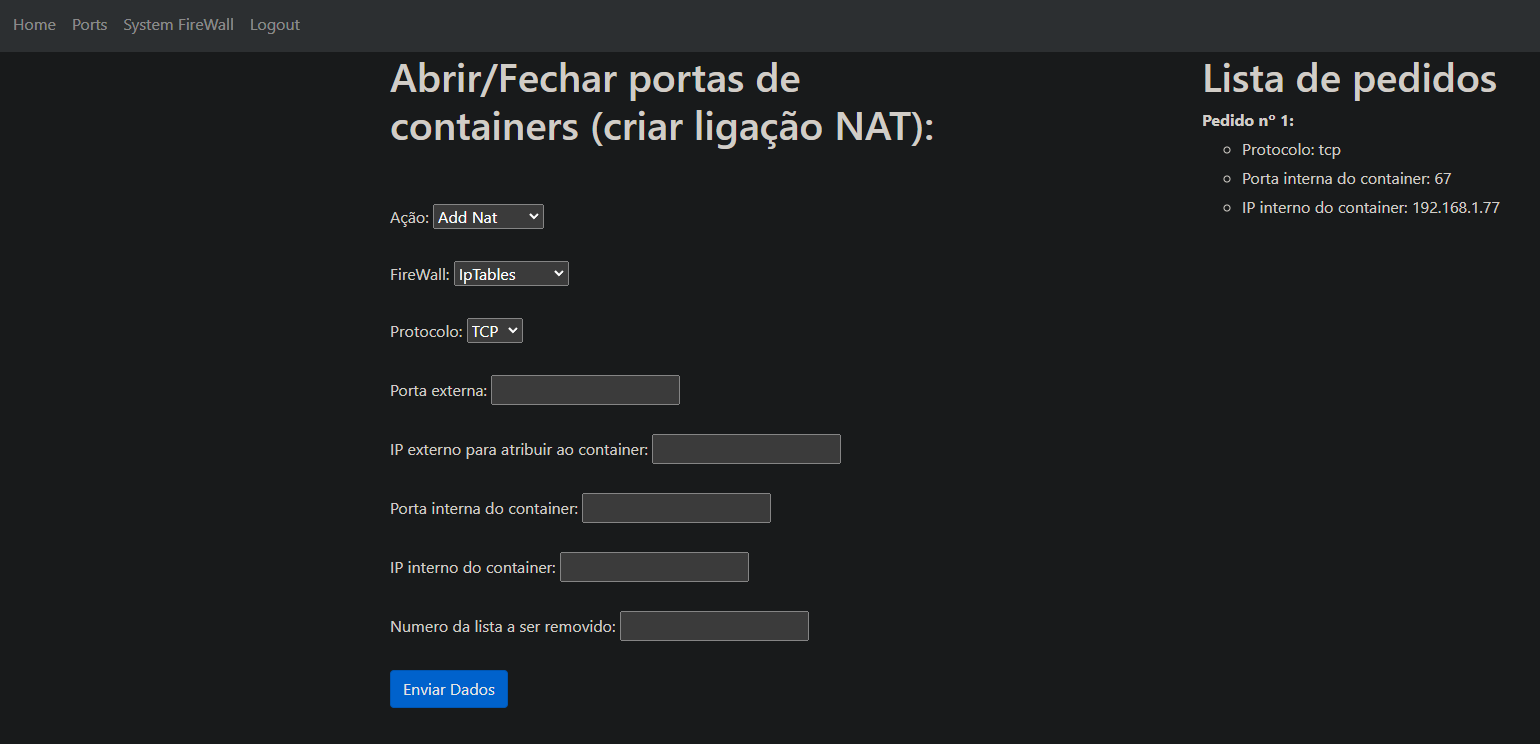 Home Ports System FireWall Logout
Abrir/Fechar portas de
containers (criar ligação NAT):
Ação: Add Nat
FireWall: IpTables
Protocolo: TCP
Porta externa:
IP externo para atribuir ao container:
Porta interna do container:
IP interno do container:
Numero da lista a ser removido:
Enviar Dados
Lista de pedidos
Pedido nº 1:
Protocolo: tcp
Porta interna do container: 67
IP interno do container: 192.168.1.77